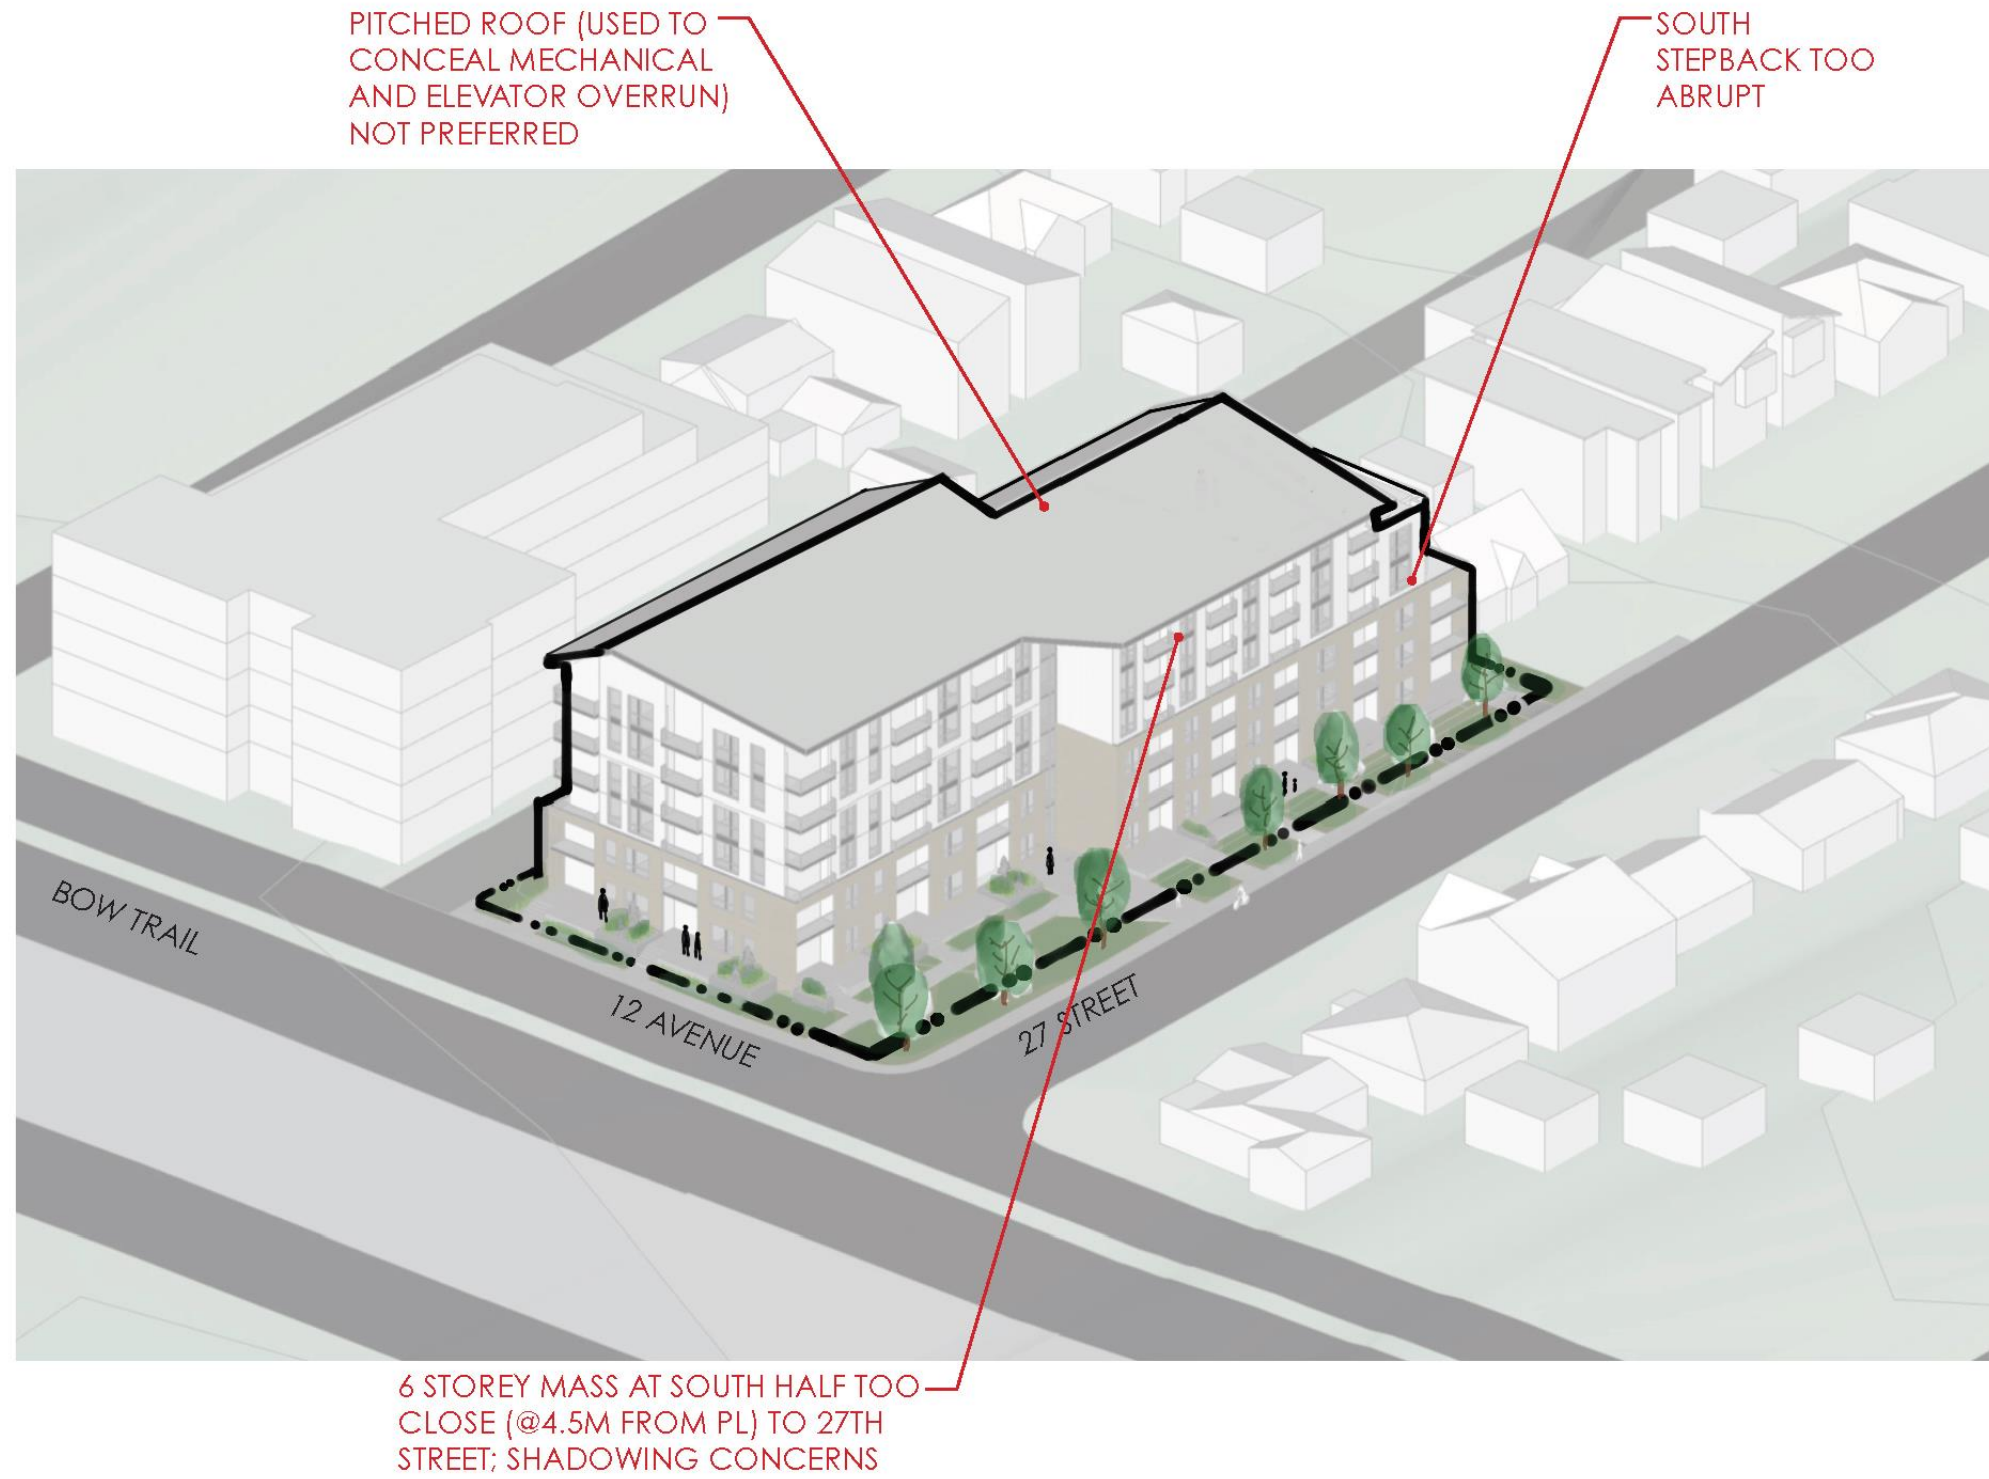 PITCHED ROOF (USED TO
CONCEAL MECHANICAL
AND ELEVATOR OVERRUN)
NOT PREFERRED
SOUTH
STEPBACK TOO
ABRUPT
BOW TRAIL
12 AVENUE
27 STREET
6 STOREY MASS AT SOUTH HALF TOO
CLOSE (@4.5M FROM PL) TO 27TH
STREET; SHADOWING CONCERNS